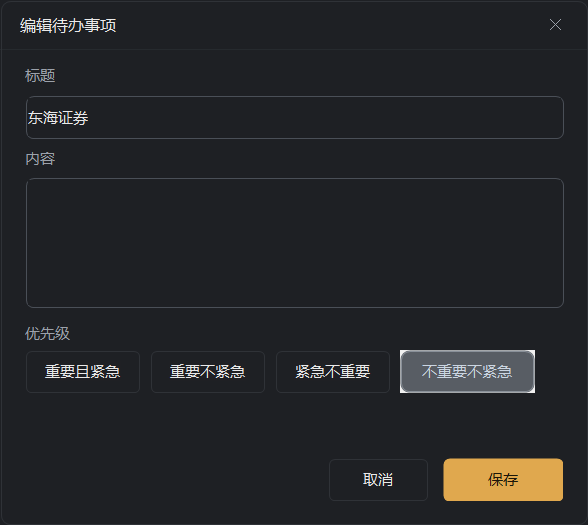 编辑待办事项
标题
东海证券
内容
优先级
重要且紧急 重要不紧急 紧急不重要 不重要不紧急
取消 保存